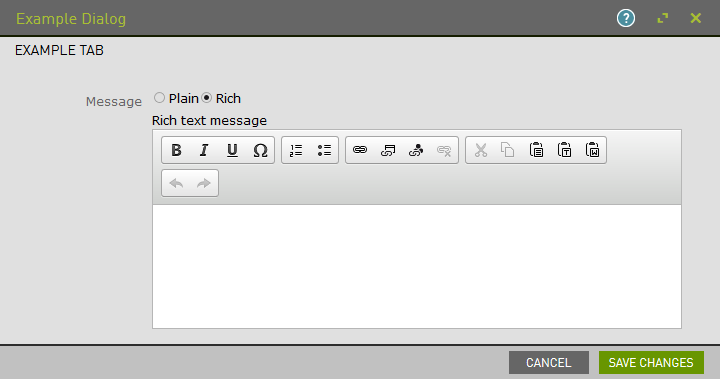 Example Dialog
?
EXAMPLE TAB
Message Plain Rich
Rich text message
B I U Ω
CANCEL SAVE CHANGES